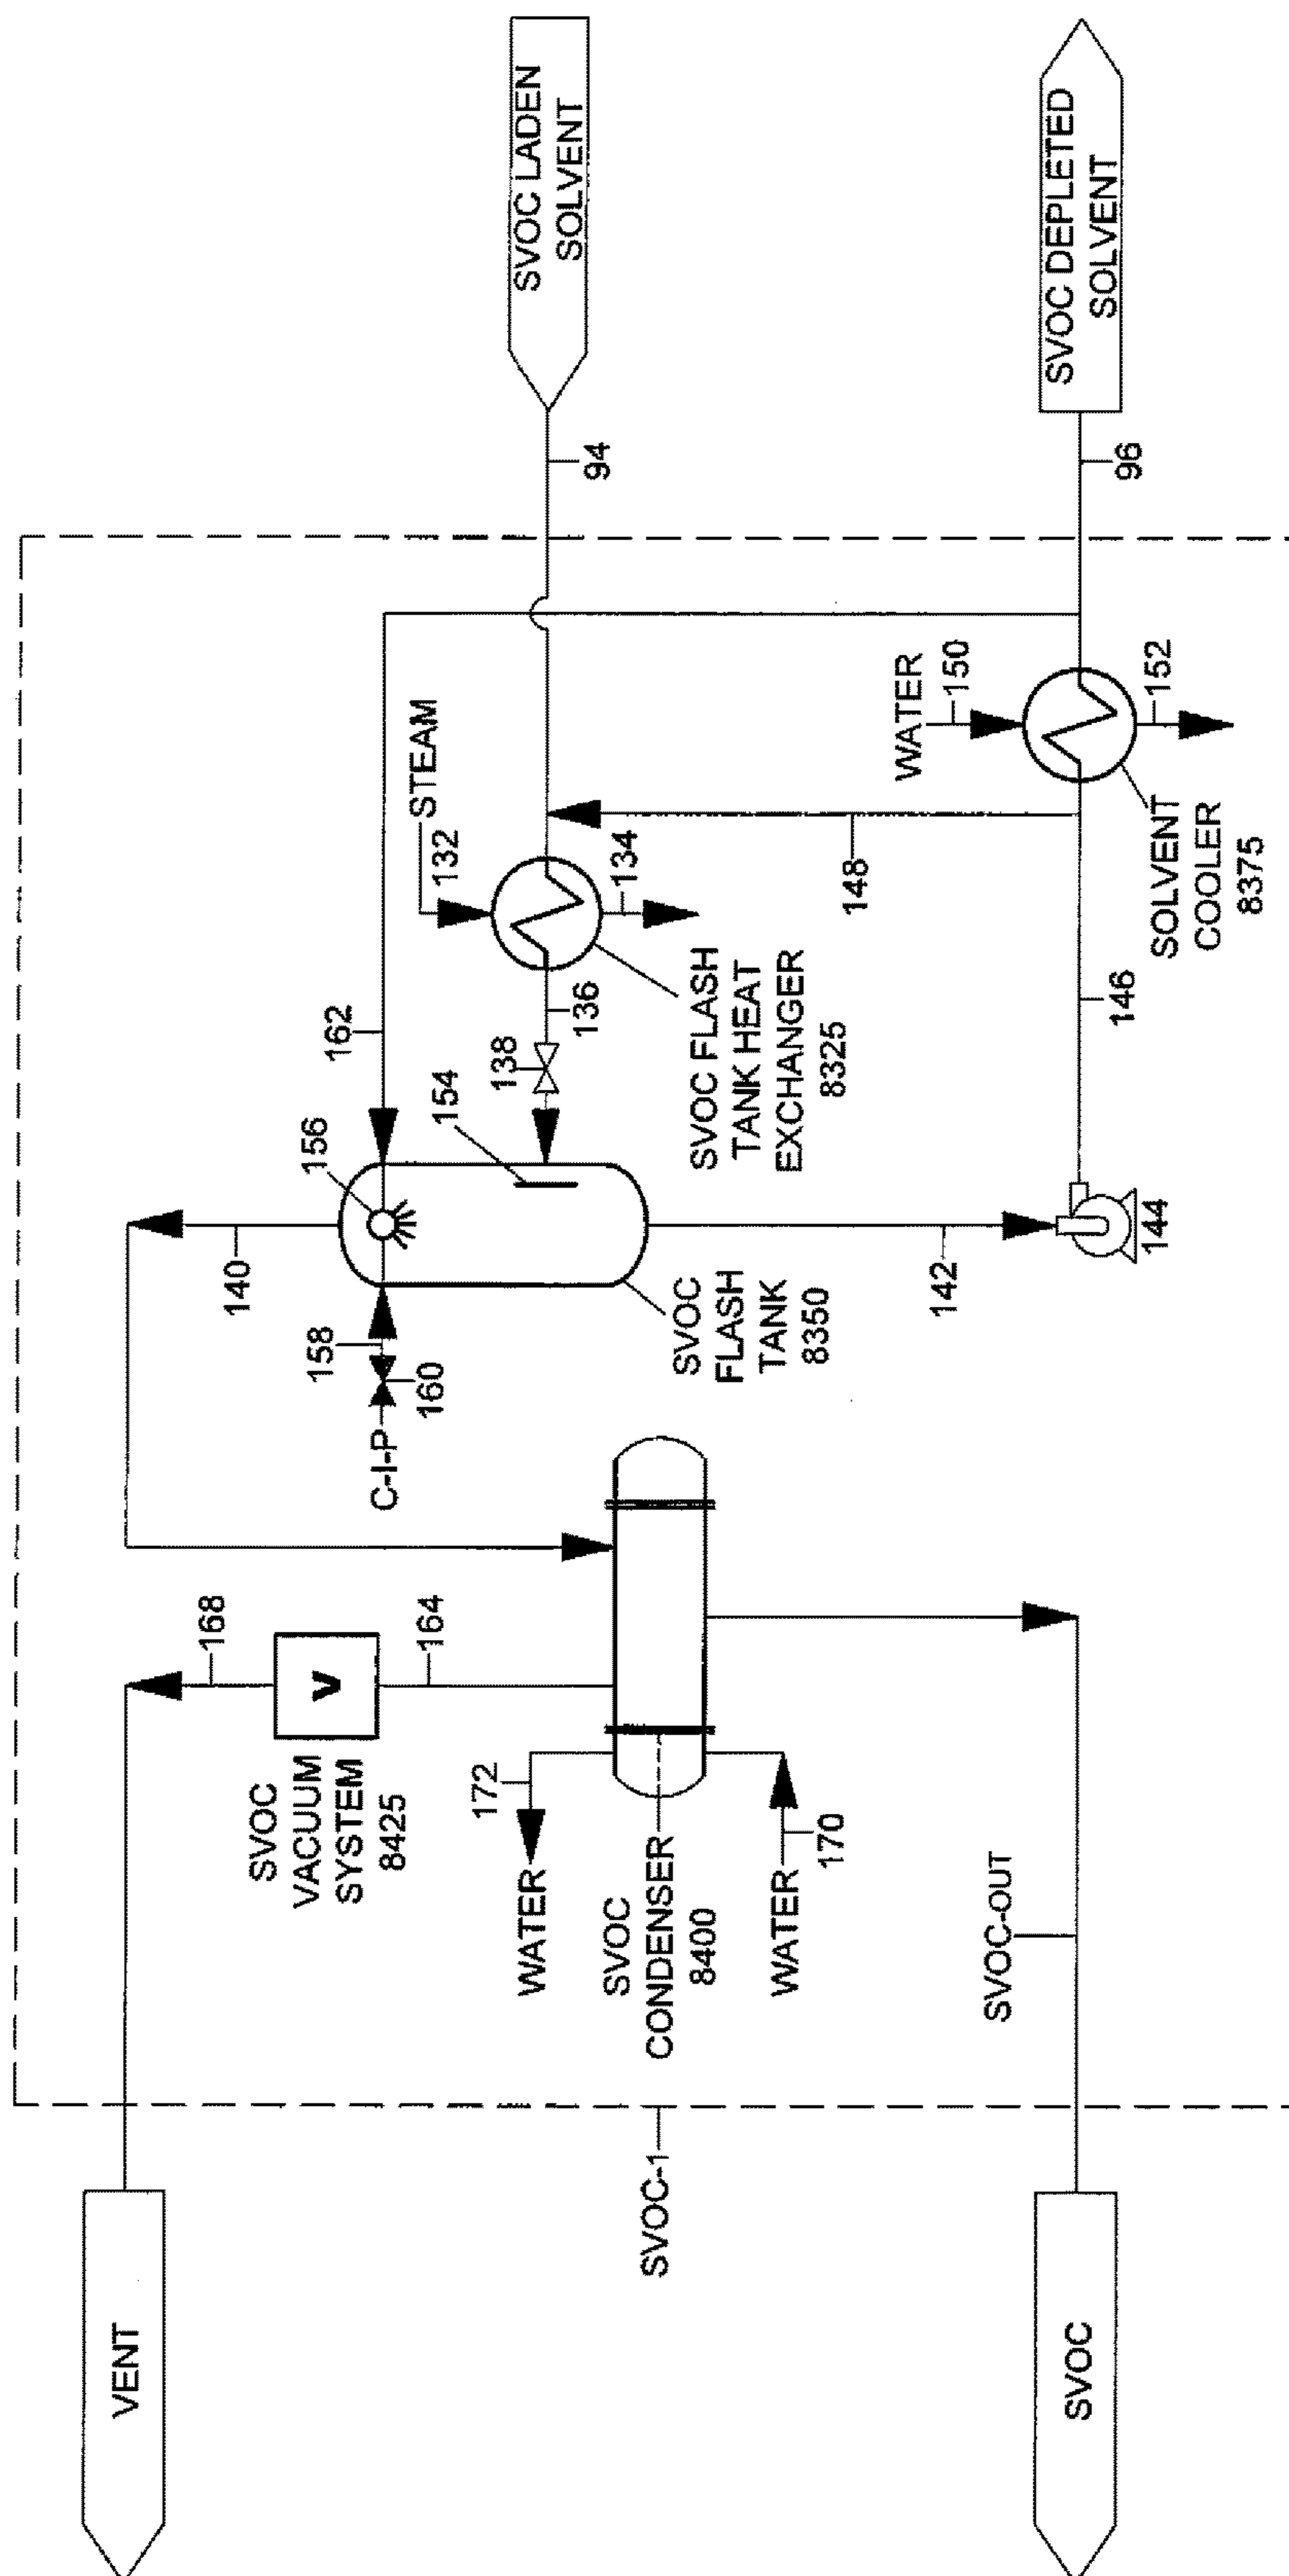 VENT
168
SVOC
VACUUM
SYSTEM
8425
V
164
172
WATER
SVOC
CONDENSER
8400
WATER
170
SVOC-1
SVOC-OUT
SVOC
140
158
160
C-I-P
156
162
154
138
136
STEAM
132
134
SVOC FLASH
TANK HEAT
EXCHANGER
8325
SVOC
FLASH
TANK
8350
142
144
146
148
WATER
150
152
SOLVENT
COOLER
8375
SVOC LADEN
SOLVENT
94
SVOC DEPLETED
SOLVENT
96